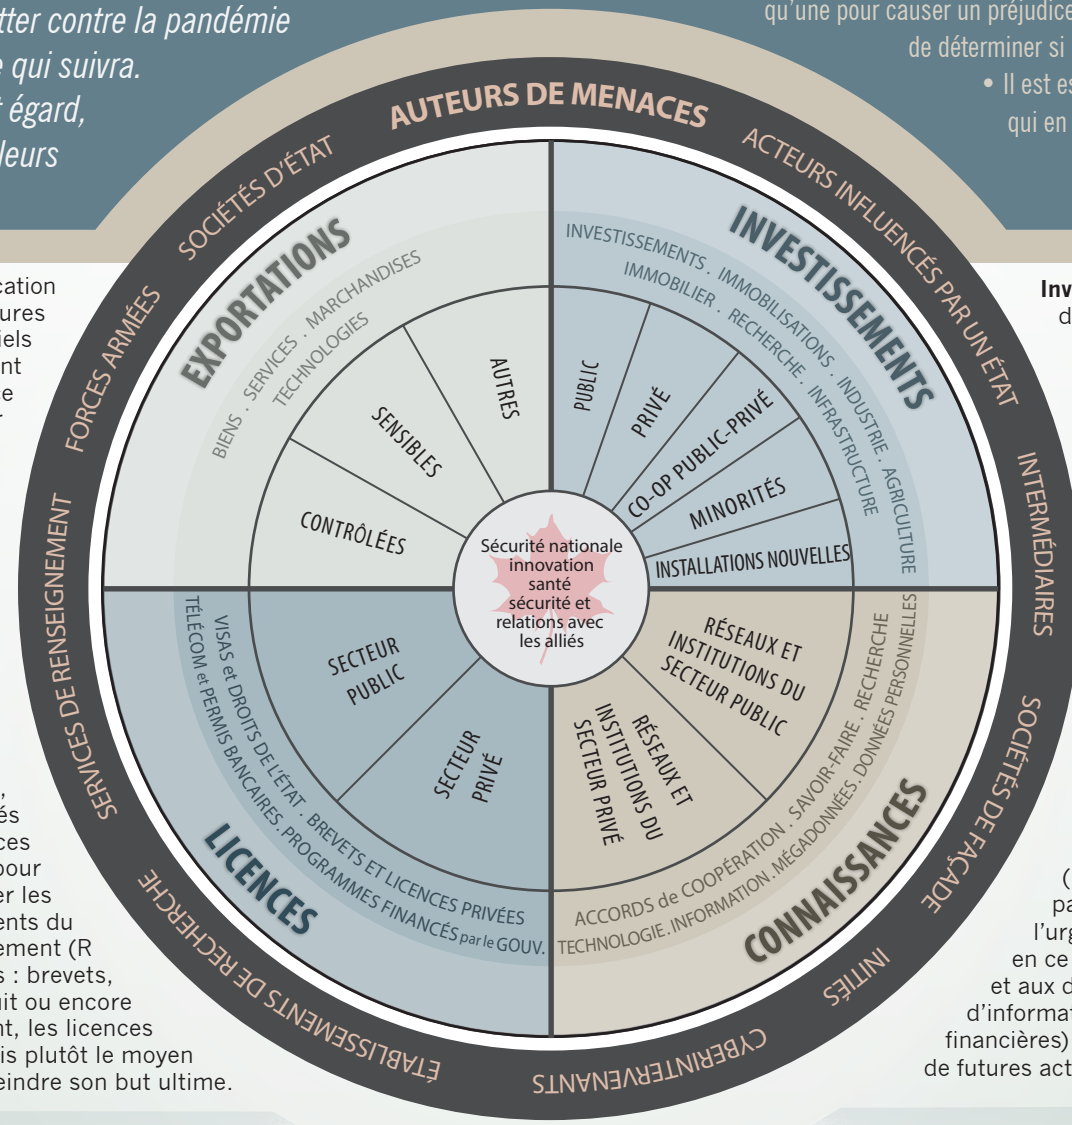 tter contre la pandémie
e qui suivra.
t égard,
leurs
qu'une pour causer un préjudice
de déterminer si
• Il est es
qui en
AUTEURS DE MENACES
ACTEURS INFLUENCÉS PAR UN ÉTAT
INTERMÉDIAIRES
SOCIÉTÉS DE FAÇADE
INITIÉS
CYBERINTERVENANTS
ÉTABLISSEMENTS DE RECHERCHE
SERVICES DE RENSEIGNEMENT
FORCES ARMÉES
SOCIÉTÉS D'ÉTAT
EXPORTATIONS
BIENS . SERVICES . MARCHANDISES
TECHNOLOGIES
CONTRÔLÉES
SENSIBLES
AUTRES
INVESTISSEMENTS
INVESTISSEMENTS . IMMOBILISATIONS . INDUSTRIE . AGRICULTURE
IMMOBILIER . RECHERCHE . INFRASTRUCTURE
PUBLIC
PRIVÉ
CO-OP PUBLIC-PRIVÉ
MINORITÉS
INSTALLATIONS NOUVELLES
Sécurité nationale
innovation
santé
sécurité et
relations avec
les alliés
LICENCES
VISAS et DROITS DE L'ÉTAT . BREVETS ET LICENCES PRIVÉES
TÉLÉCOM et PERMIS BANCAIRES. PROGRAMMES FINANCÉS par le GOUV.
SECTEUR
PUBLIC
SECTEUR
PRIVÉ
CONNAISSANCES
ACCORDS de COOPÉRATION . SAVOIR-FAIRE . RECHERCHE
TECHNOLOGIE. INFORMATION. MÉGADONNÉES. DONNÉES PERSONNELLES
RÉSEAUX ET
INSTITUTIONS DU
SECTEUR PUBLIC
RÉSEAUX ET
INSTITUTIONS DU
SECTEUR PRIVÉ
cation
ures
iels
nt
ce
r
,
és
ces
pour
er les
ents du
ement (R
s : brevets,
uit ou encore
nt, les licences
is plutôt le moyen
eindre son but ultime.
Inv
d
(
pa
l'urg
en ce
et aux d
d'informat
financières)
de futures act